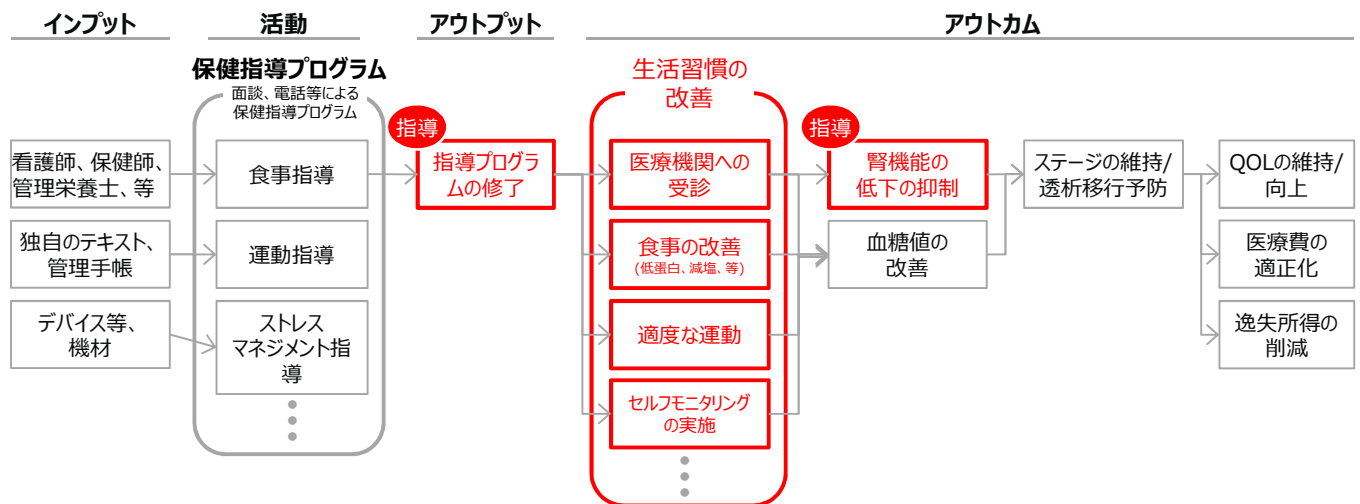 インプット
活動
アウトプット
アウトカム
保健指導プログラム
面談、電話等による
保健指導プログラム
看護師、保健師、
管理栄養士、等
独自のテキスト、
管理手帳
デバイス等、
機材
食事指導
運動指導
ストレス
マネジメント指
導
指導
指導プログラ
ムの修了
生活習慣の
改善
医療機関への
受診
食事の改善
(低蛋白、減塩、等)
適度な運動
セルフモニタリング
の実施
指導
腎機能の
低下の抑制
血糖値の
改善
ステージの維持/
透析移行予防
QOLの維持/
向上
医療費の
適正化
逸失所得の
削減